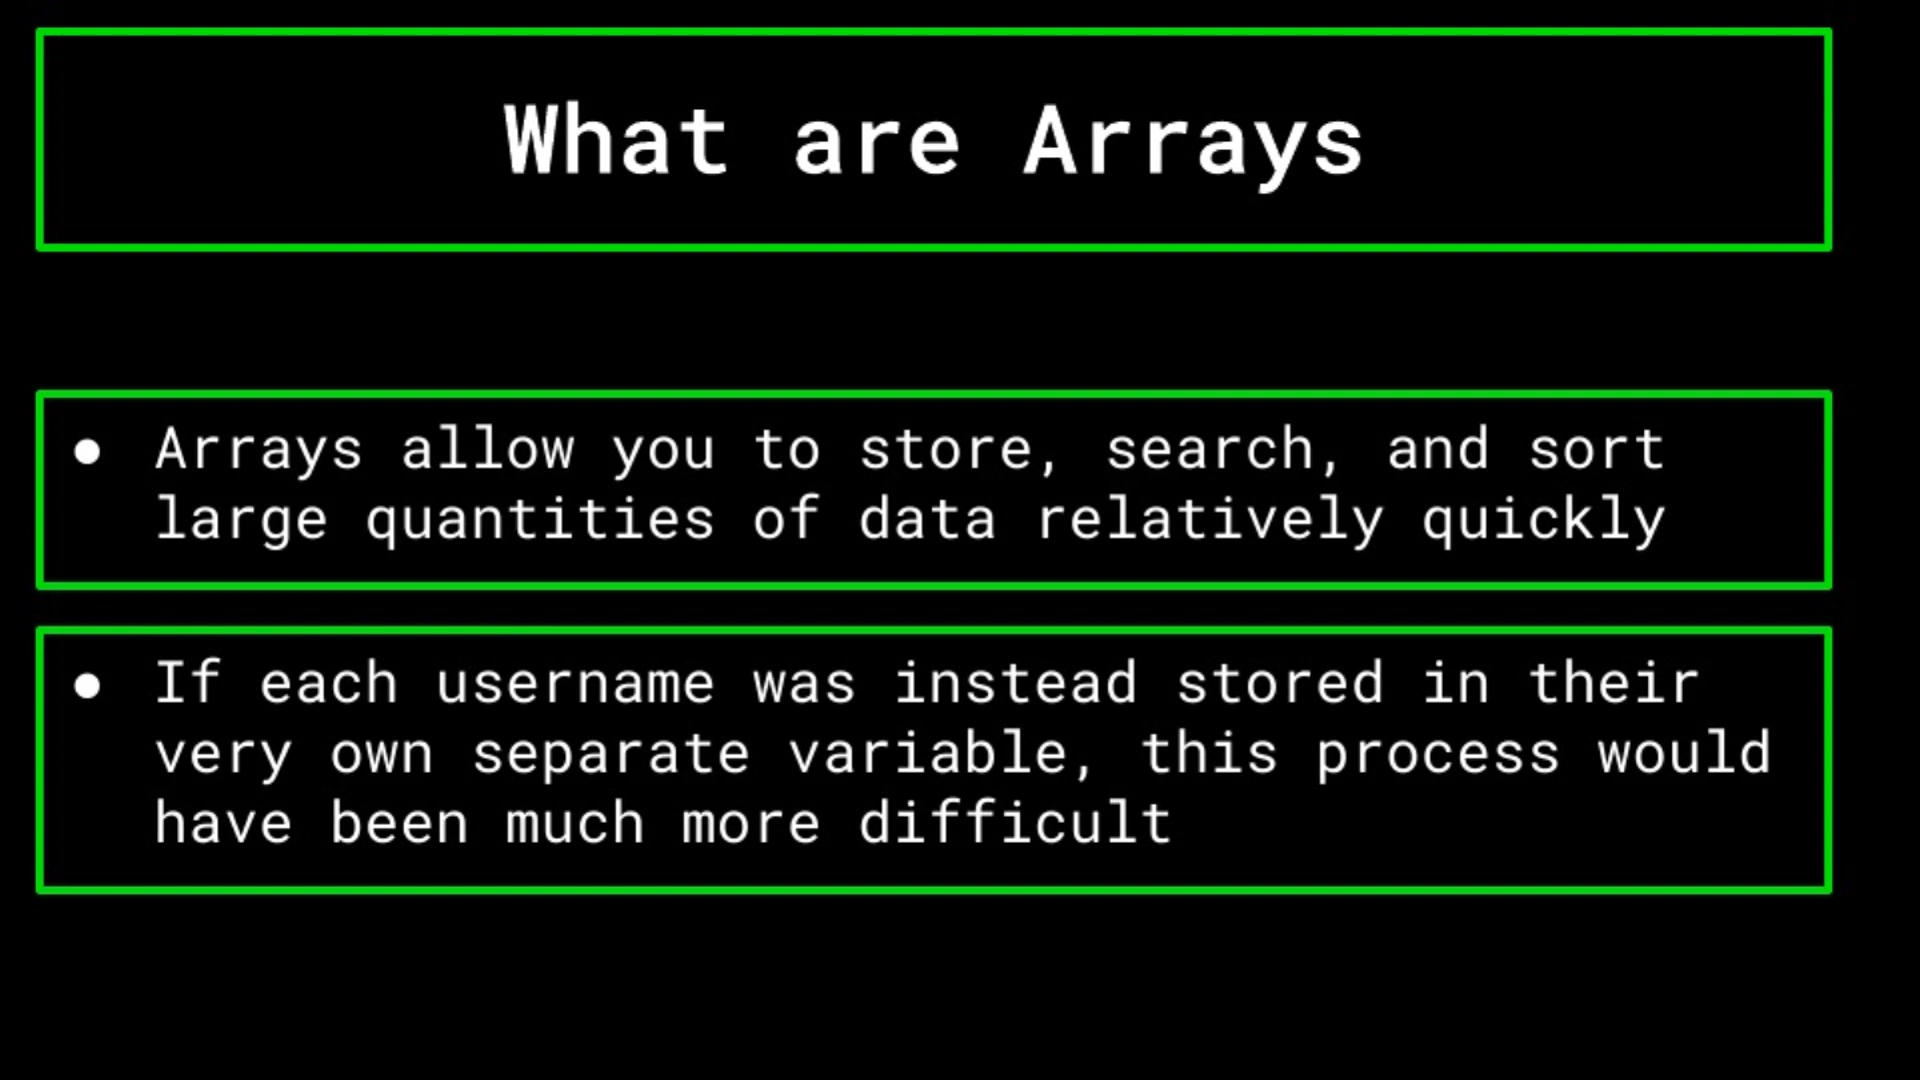 What are Arrays
● Arrays allow you to store, search, and sort
large quantities of data relatively quickly
● If each username was instead stored in their
very own separate variable, this process would
have been much more difficult